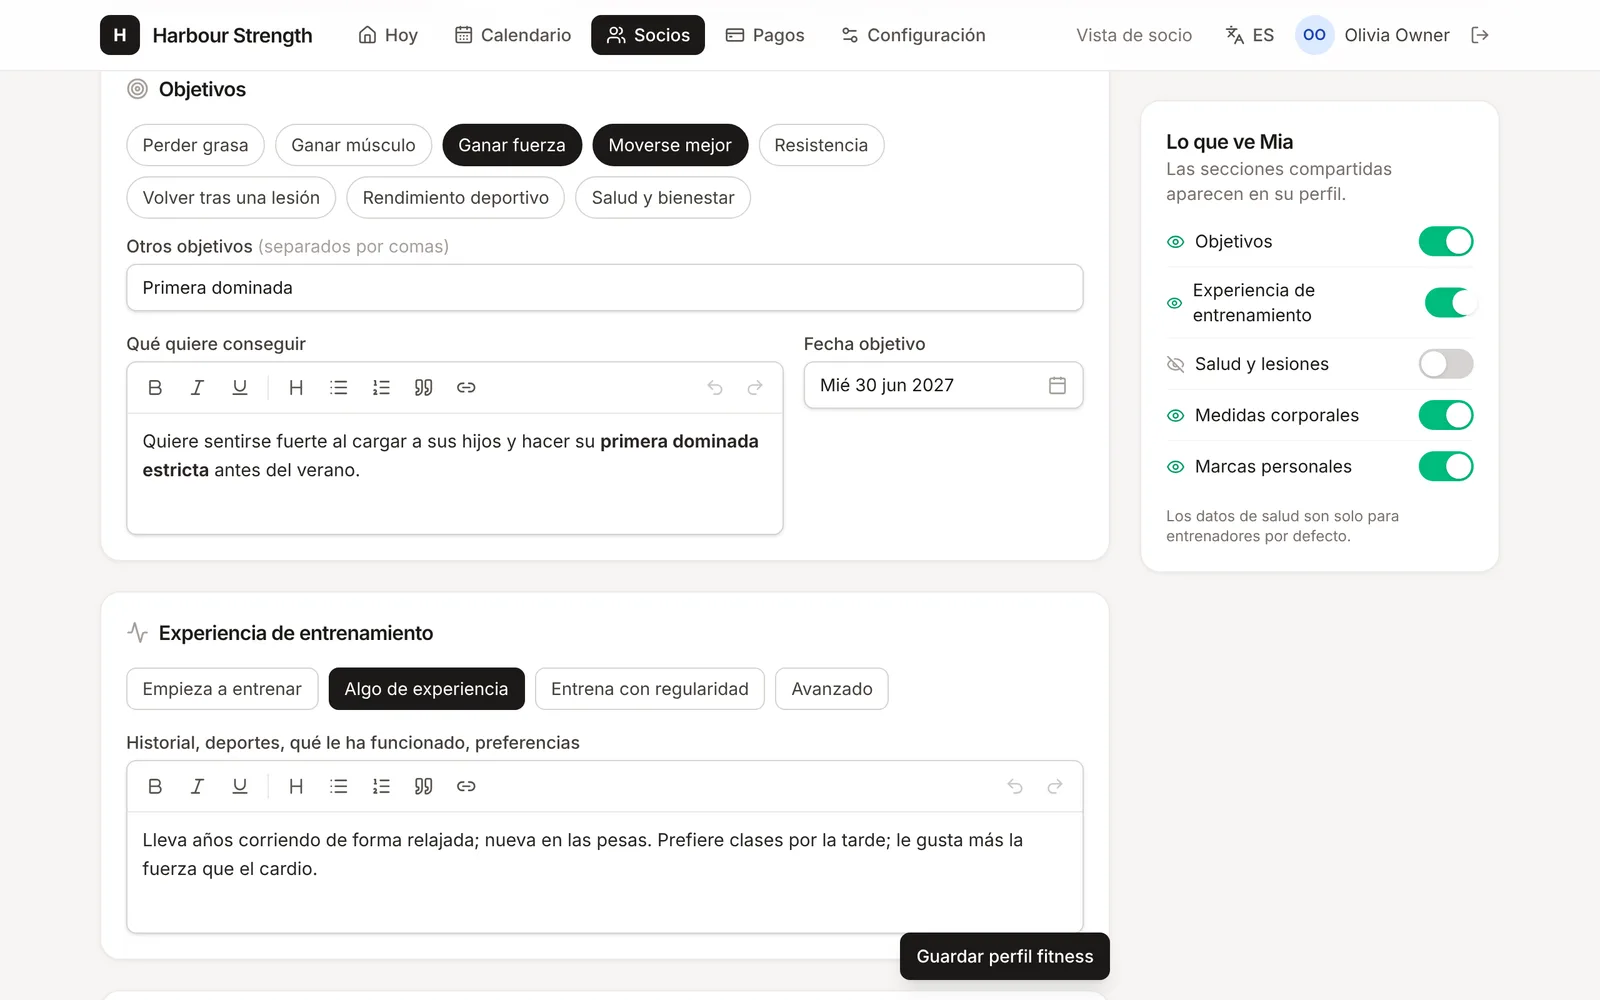 H Harbour Strength Hoy Calendario Socios Pagos Configuración Vista de socio ES OO Olivia Owner
Objetivos
Perder grasa Ganar músculo Ganar fuerza Moverse mejor Resistencia
Volver tras una lesión Rendimiento deportivo Salud y bienestar
Otros objetivos (separados por comas)
Primera dominada
Qué quiere conseguir
B I U H
Quiere sentirse fuerte al cargar a sus hijos y hacer su primera dominada
estricta antes del verano.
Fecha objetivo
Mié 30 jun 2027
Experiencia de entrenamiento
Empieza a entrenar Algo de experiencia Entrena con regularidad Avanzado
Historial, deportes, qué le ha funcionado, preferencias
B I U H
Lleva años corriendo de forma relajada; nueva en las pesas. Prefiere clases por la tarde; le gusta más la
fuerza que el cardio.
Guardar perfil fitness
Lo que ve Mia
Las secciones compartidas
aparecen en su perfil.
Objetivos
Experiencia de
entrenamiento
Salud y lesiones
Medidas corporales
Marcas personales
Los datos de salud son solo para
entrenadores por defecto.